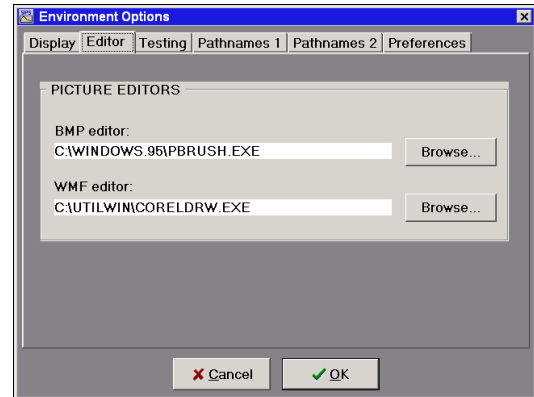 Environment Options
Display Editor Testing Pathnames 1 Pathnames 2 Preferences
PICTURE EDITORS
BMP editor:
C:\WINDOWS.95\PBRUSH.EXE Browse...
WMF editor:
C:\UTILWIN\CORELDRW.EXE Browse...
Cancel OK